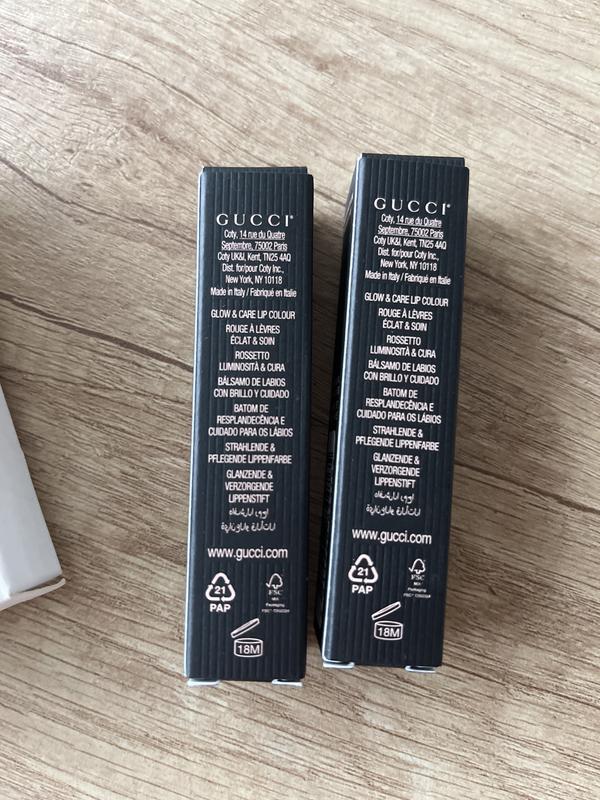 GUCCI®
Coty, 14 rue du Quatre
Septembre, 75002 Paris
Coty UK&I, Kent, TN25 4AQ
Dist. for/pour Coty Inc.,
New York, NY 10118
Made in Italy / Fabriqué en Italie
GLOW & CARE LIP COLOUR
ROUGE À LÈVRES
ÉCLAT & SOIN
ROSSETTO
LUMINOSITÀ & CURA
BÁLSAMO DE LABIOS
CON BRILLO Y CUIDADO
BATOM DE
RESPLANDECÊNCIA E
CUIDADO PARA OS LÁBIOS
STRAHLENDE &
PFLEGENDE LIPPENFARBE
GLANZENDE &
VERZORGENDE
LIPPENSTIFT
www.gucci.com
21
PAP
FSC
MIX
Packaging
18M
GUCCI®
Coty, 14 rue du Quatre
Septembre, 75002 Paris
Coty UK&I, Kent, TN25 4AQ
Dist. for/pour Coty Inc.,
New York, NY 10118
Made in Italy / Fabriqué en Italie
GLOW & CARE LIP COLOUR
ROUGE À LÈVRES
ÉCLAT & SOIN
ROSSETTO
LUMINOSITÀ & CURA
BÁLSAMO DE LABIOS
CON BRILLO Y CUIDADO
BATOM DE
RESPLANDECÊNCIA E
CUIDADO PARA OS LÁBIOS
STRAHLENDE &
PFLEGENDE LIPPENFARBE
GLANZENDE &
VERZORGENDE
LIPPENSTIFT
www.gucci.com
21
PAP
FSC
MIX
Packaging
18M